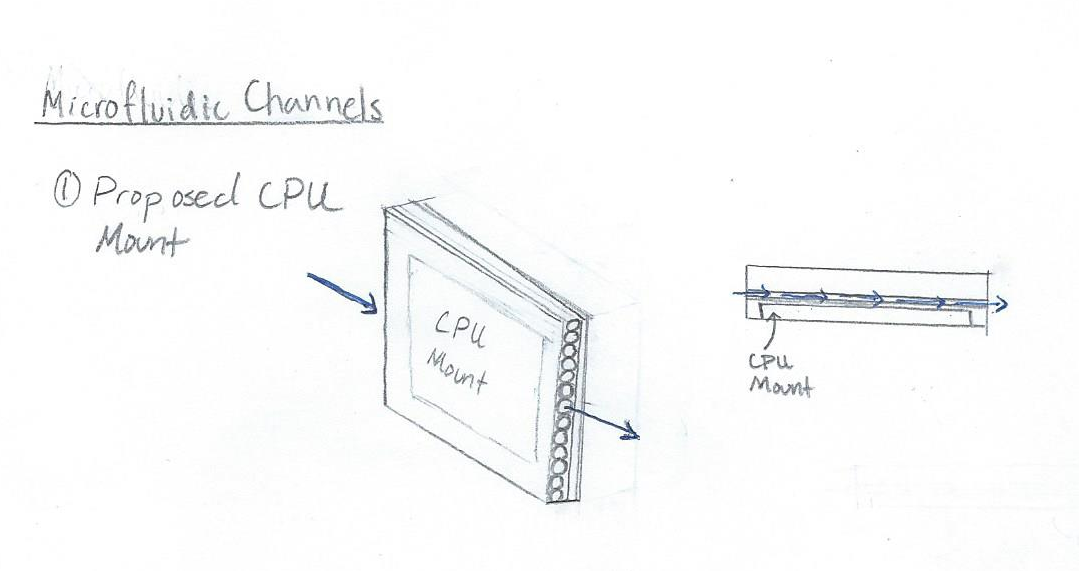 Microfluidic Channels
① Proposed CPU
Mount
CPU
Mount
CPU
Mount